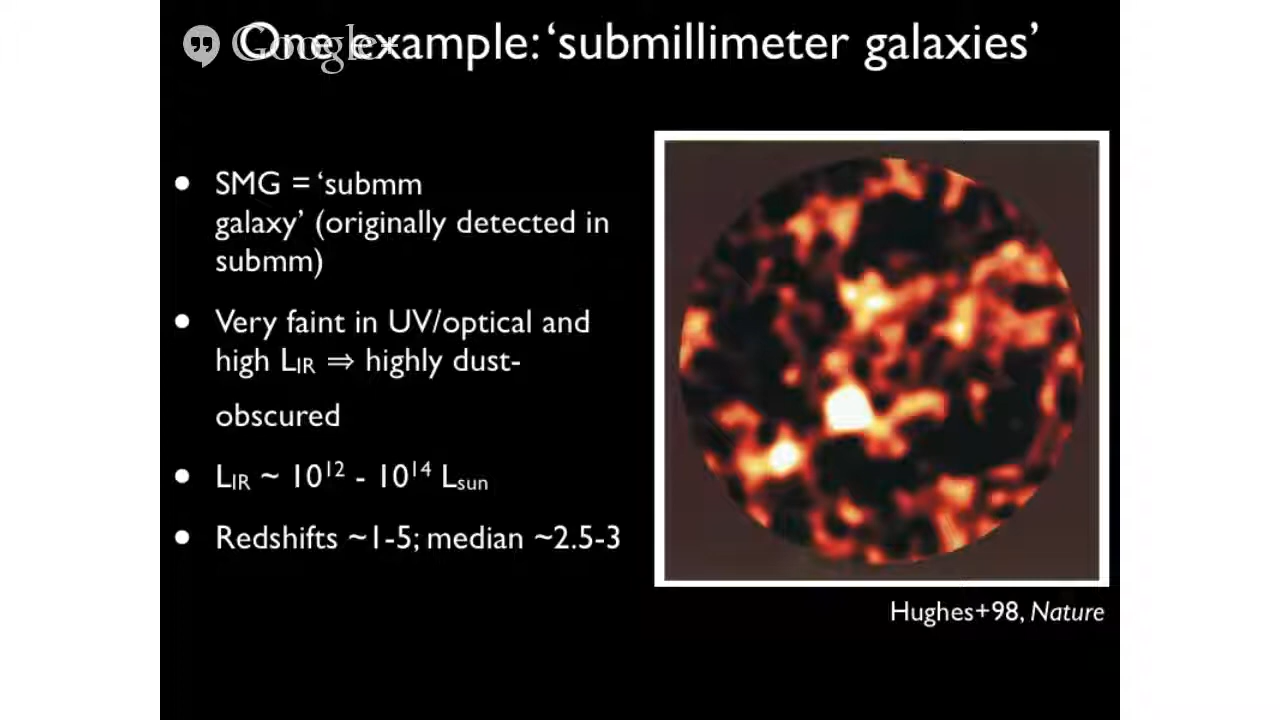 One example: ‘submillimeter galaxies’
Google+
SMG = ‘submm
galaxy’ (originally detected in
submm)
Very faint in UV/optical and
high LIR ⇒ highly dust-
obscured
LIR ~ 10¹² - 10¹⁴ Lsun
Redshifts ~1-5; median ~2.5-3
Hughes+98, Nature